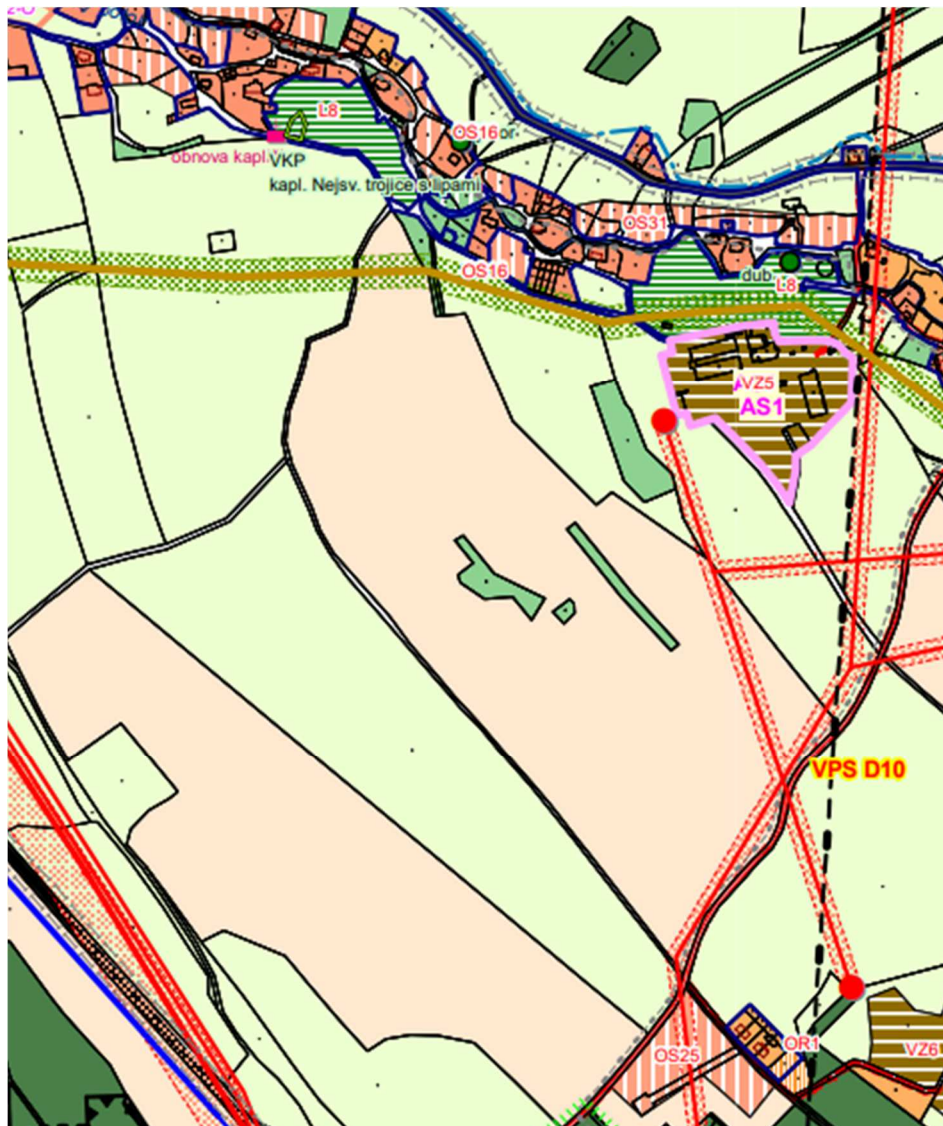 L8
OS16
obnova kapl.
VKP
kapl. Nejsv. trojice s lipami
OS31
OS16
dub
L8
VZ5
AS1
VPS D10
OS25
OR1
VZ6